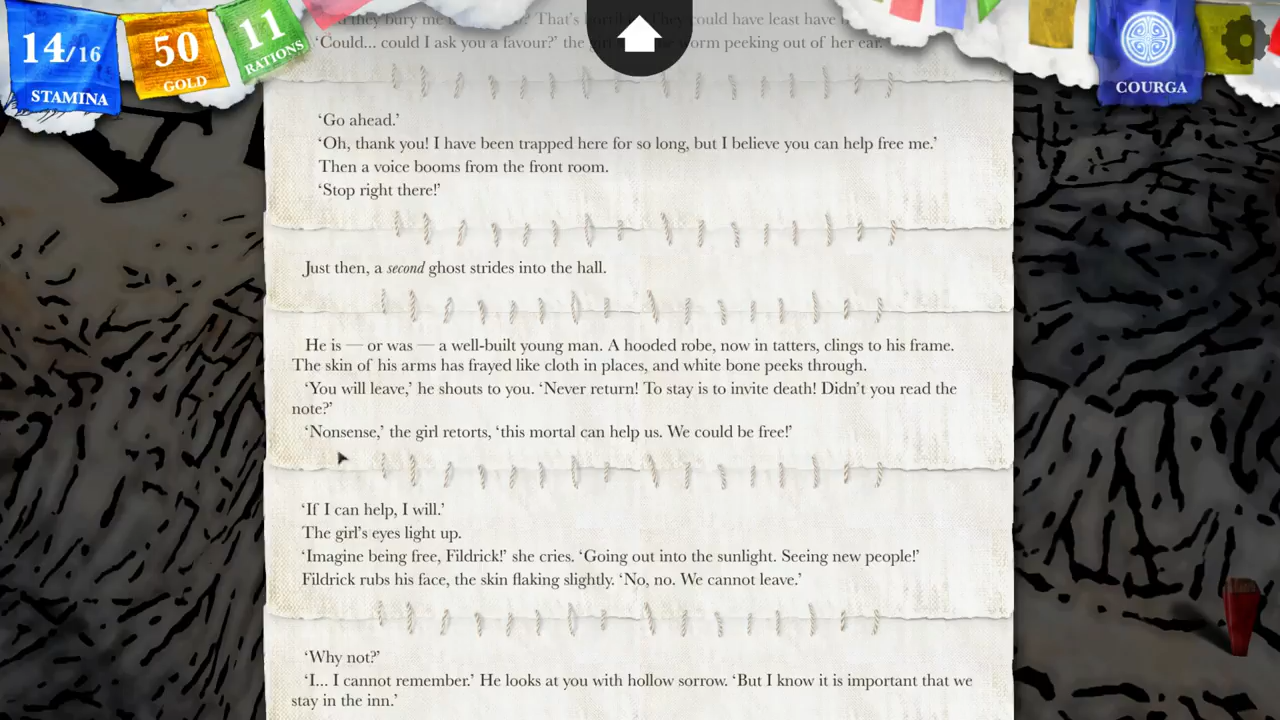 14/16
STAMINA
50
GOLD
11
RATIONS
COURGA
they bury me
That's
could have least have
'Could... could I ask you a favour?' the
worm peeking out of her ear.
'Go ahead.'
'Oh, thank you! I have been trapped here for so long, but I believe you can help free me.'
Then a voice booms from the front room.
'Stop right there!'
Just then, a second ghost strides into the hall.
He is — or was — a well-built young man. A hooded robe, now in tatters, clings to his frame.
The skin of his arms has frayed like cloth in places, and white bone peeks through.
'You will leave,' he shouts to you. 'Never return! To stay is to invite death! Didn't you read the
note?'
'Nonsense,' the girl retorts, 'this mortal can help us. We could be free!'
'If I can help, I will.'
The girl's eyes light up.
'Imagine being free, Fildrick!' she cries. 'Going out into the sunlight. Seeing new people!'
Fildrick rubs his face, the skin flaking slightly. 'No, no. We cannot leave.'
'Why not?'
'I... I cannot remember.' He looks at you with hollow sorrow. 'But I know it is important that we
stay in the inn.'